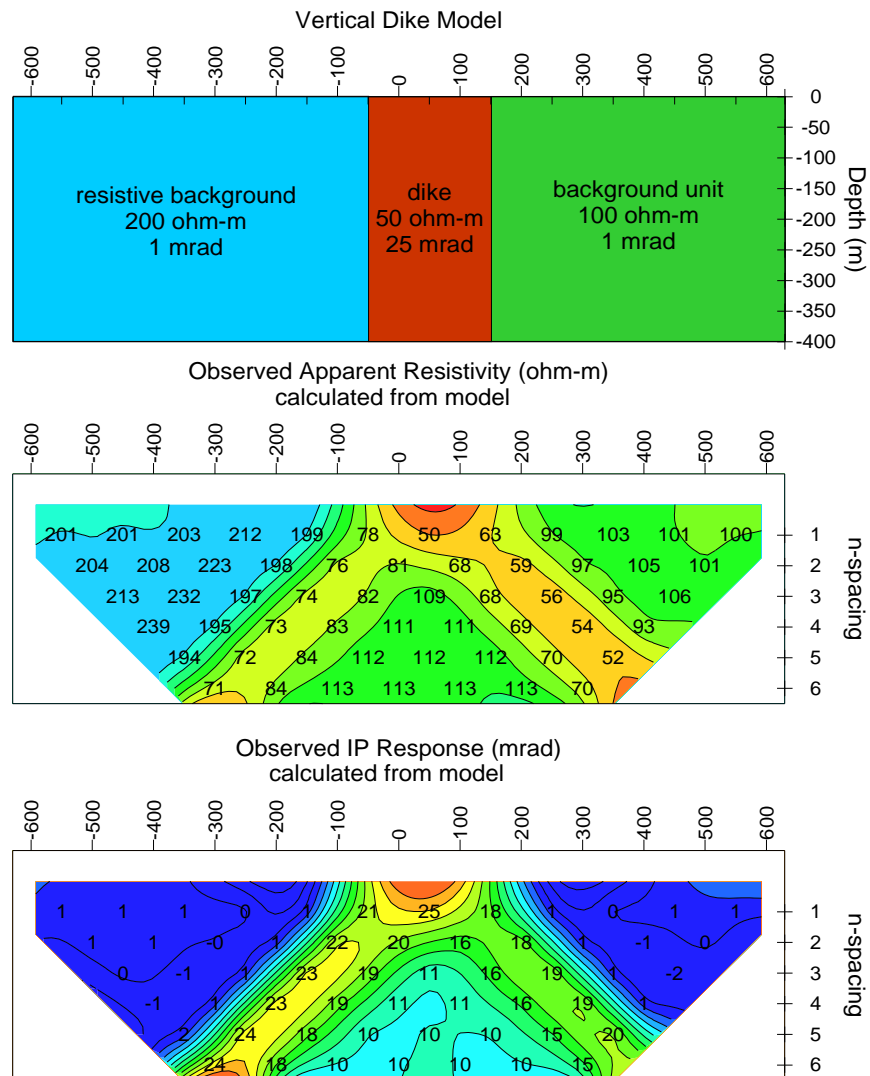 Vertical Dike Model
-600 -500 -400 -300 -200 -100 0 100 200 300 400 500 600
0
-50
-100
-150
-200
-250
-300
-350
-400
Depth (m)
resistive background
200 ohm-m
1 mrad
dike
50 ohm-m
25 mrad
background unit
100 ohm-m
1 mrad
Observed Apparent Resistivity (ohm-m)
calculated from model
-600 -500 -400 -300 -200 -100 0 100 200 300 400 500 600
201 201 203 212 199 78 50 63 99 103 101 100 1
204 208 223 198 76 81 68 59 97 105 101 2
213 232 197 74 82 109 68 56 95 106 3
239 195 73 83 111 111 69 54 93 4
194 72 84 112 112 112 70 52 5
71 84 113 113 113 113 70 6
n-spacing
Observed IP Response (mrad)
calculated from model
-600 -500 -400 -300 -200 -100 0 100 200 300 400 500 600
1 1 1 0 1 21 25 18 1 0 1 1 1
1 1 -0 1 22 20 16 18 1 -1 0 2
0 -1 1 23 19 11 16 19 1 -2 3
-1 1 23 19 11 11 16 19 1 4
2 24 18 10 10 10 15 20 5
24 18 10 10 10 10 15 6
n-spacing